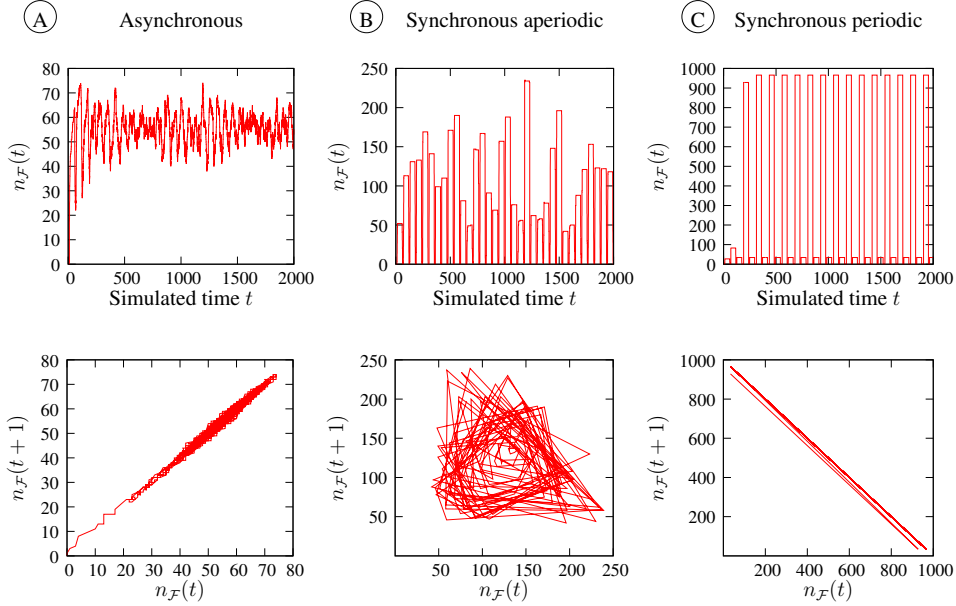 A Asynchronous
B Synchronous aperiodic
C Synchronous periodic
80
70
60
50
40
30
20
10
0
n_F(t)
0 500 1000 1500 2000
Simulated time t
250
200
150
100
50
0
n_F(t)
0 500 1000 1500 2000
Simulated time t
1000
900
800
700
600
500
400
300
200
100
0
n_F(t)
0 500 1000 1500 2000
Simulated time t
80
70
60
50
40
30
20
10
0
n_F(t + 1)
0 10 20 30 40 50 60 70 80
n_F(t)
250
200
150
100
50
n_F(t + 1)
50 100 150 200 250
n_F(t)
1000
800
600
400
200
n_F(t + 1)
200 400 600 800 1000
n_F(t)